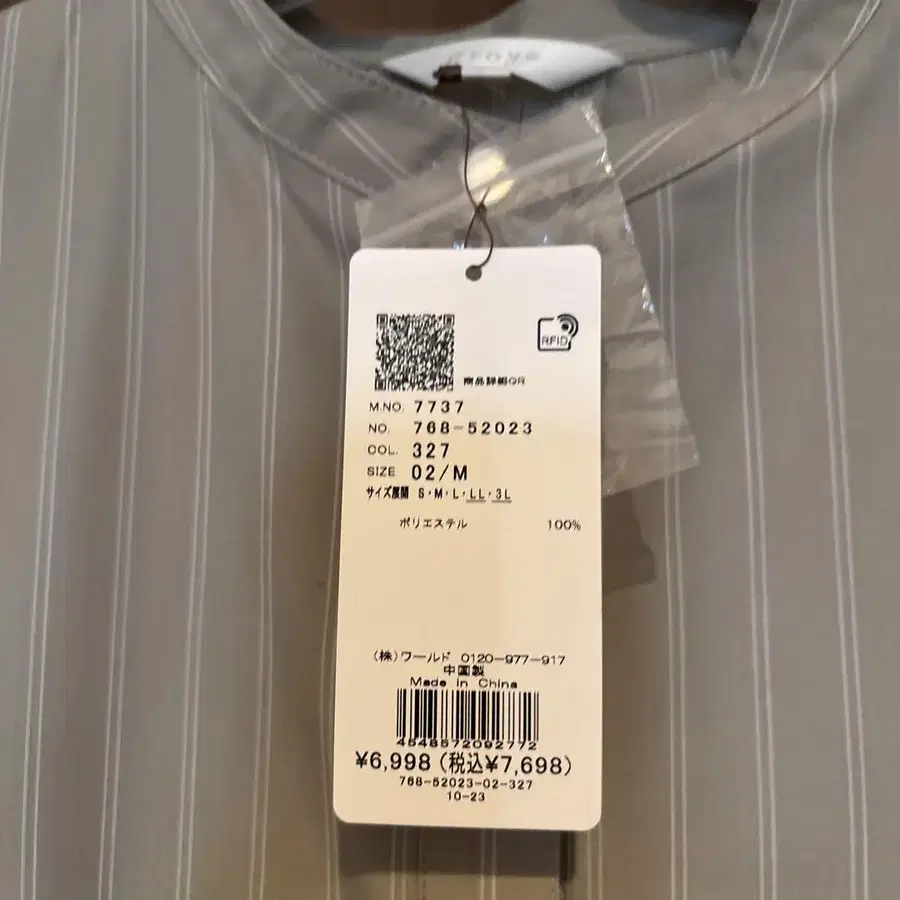 grove
RFID
商品詳細QR
M.NO. 7737
NO. 768-52023
COL. 327
SIZE 02/M
サイズ展開 S・M・L・LL・3L
ポリエステル 100%
(株)ワールド 0120-977-917
中国製
Made in China
4548572092772
¥6,998(税込¥7,698)
768-52023-02-327
10-23